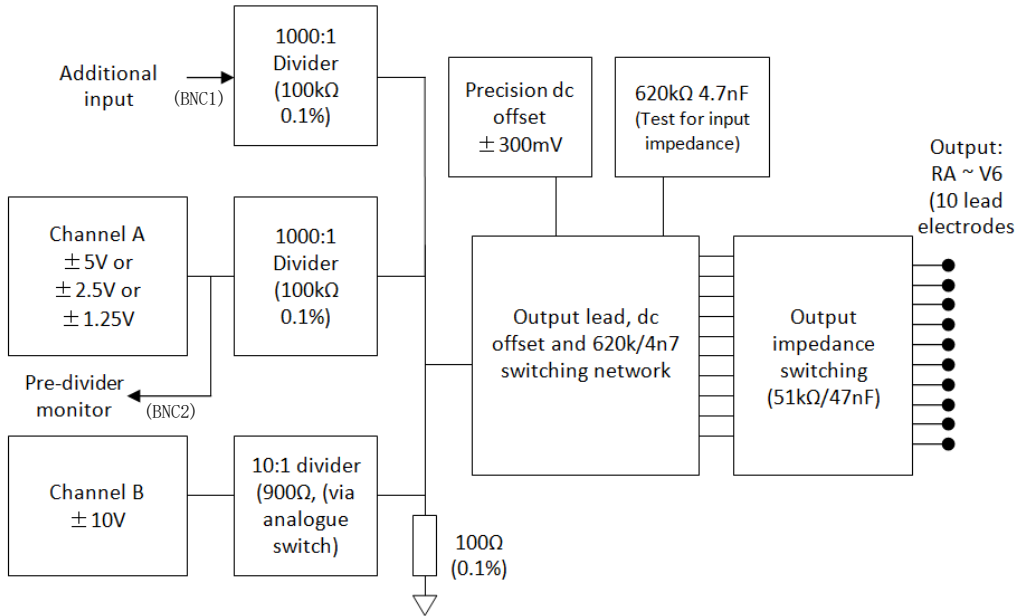 Additional
input
(BNC1)
1000:1
Divider
(100kΩ
0.1%)
Precision dc
offset
±300mV
620kΩ 4.7nF
(Test for input
impedance)
Output:
RA ~ V6
(10 lead
electrodes
Channel A
±5V or
±2.5V or
±1.25V
1000:1
Divider
(100kΩ
0.1%)
Output lead, dc
offset and 620k/4n7
switching network
Output
impedance
switching
(51kΩ/47nF)
Pre-divider
monitor
(BNC2)
Channel B
±10V
10:1 divider
(900Ω, (via
analogue
switch)
100Ω
(0.1%)